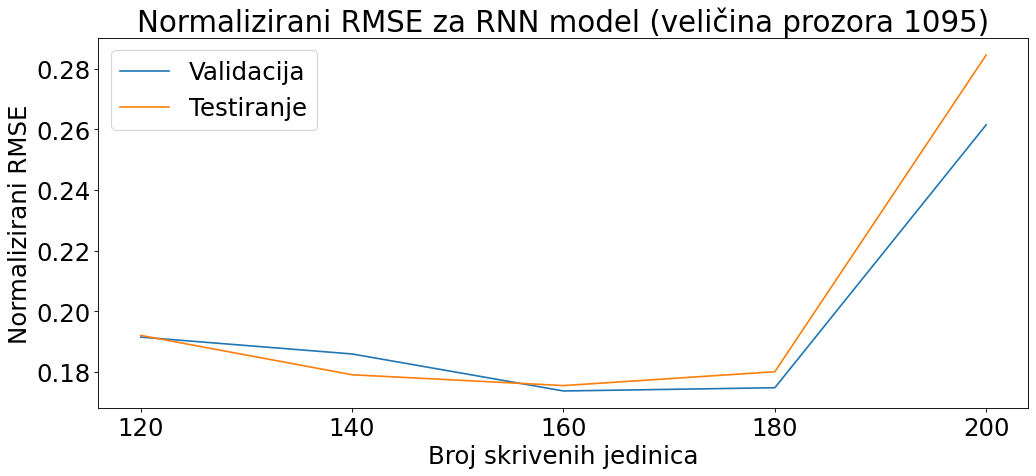 Normalizirani RMSE za RNN model (veličina prozora 1095)
Validacija
Testiranje
Normalizirani RMSE
0.28
0.26
0.24
0.22
0.20
0.18
120 140 160 180 200
Broj skrivenih jedinica